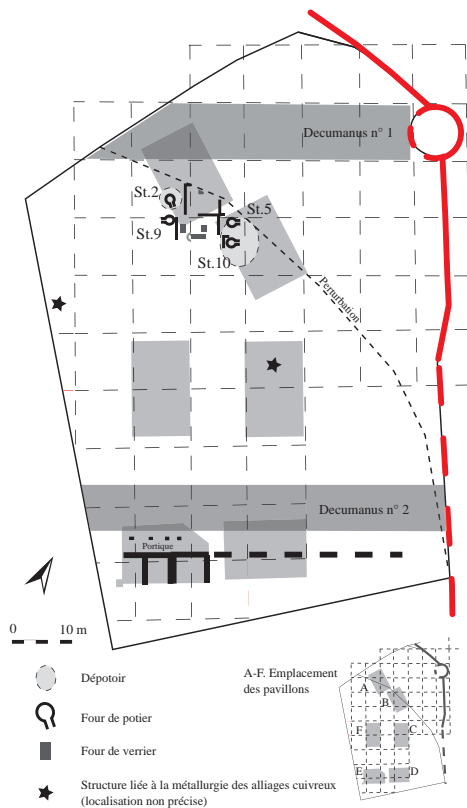 Decumanus n° 1
St.2
St.5
St.9
St.10
Perturbation
Decumanus n° 2
Portique
0 10 m
Dépotoir
Four de potier
Four de verrier
Structure liée à la métallurgie des alliages cuivreux
(localisation non précise)
A-F. Emplacement
des pavillons
A
B
F
C
E
D